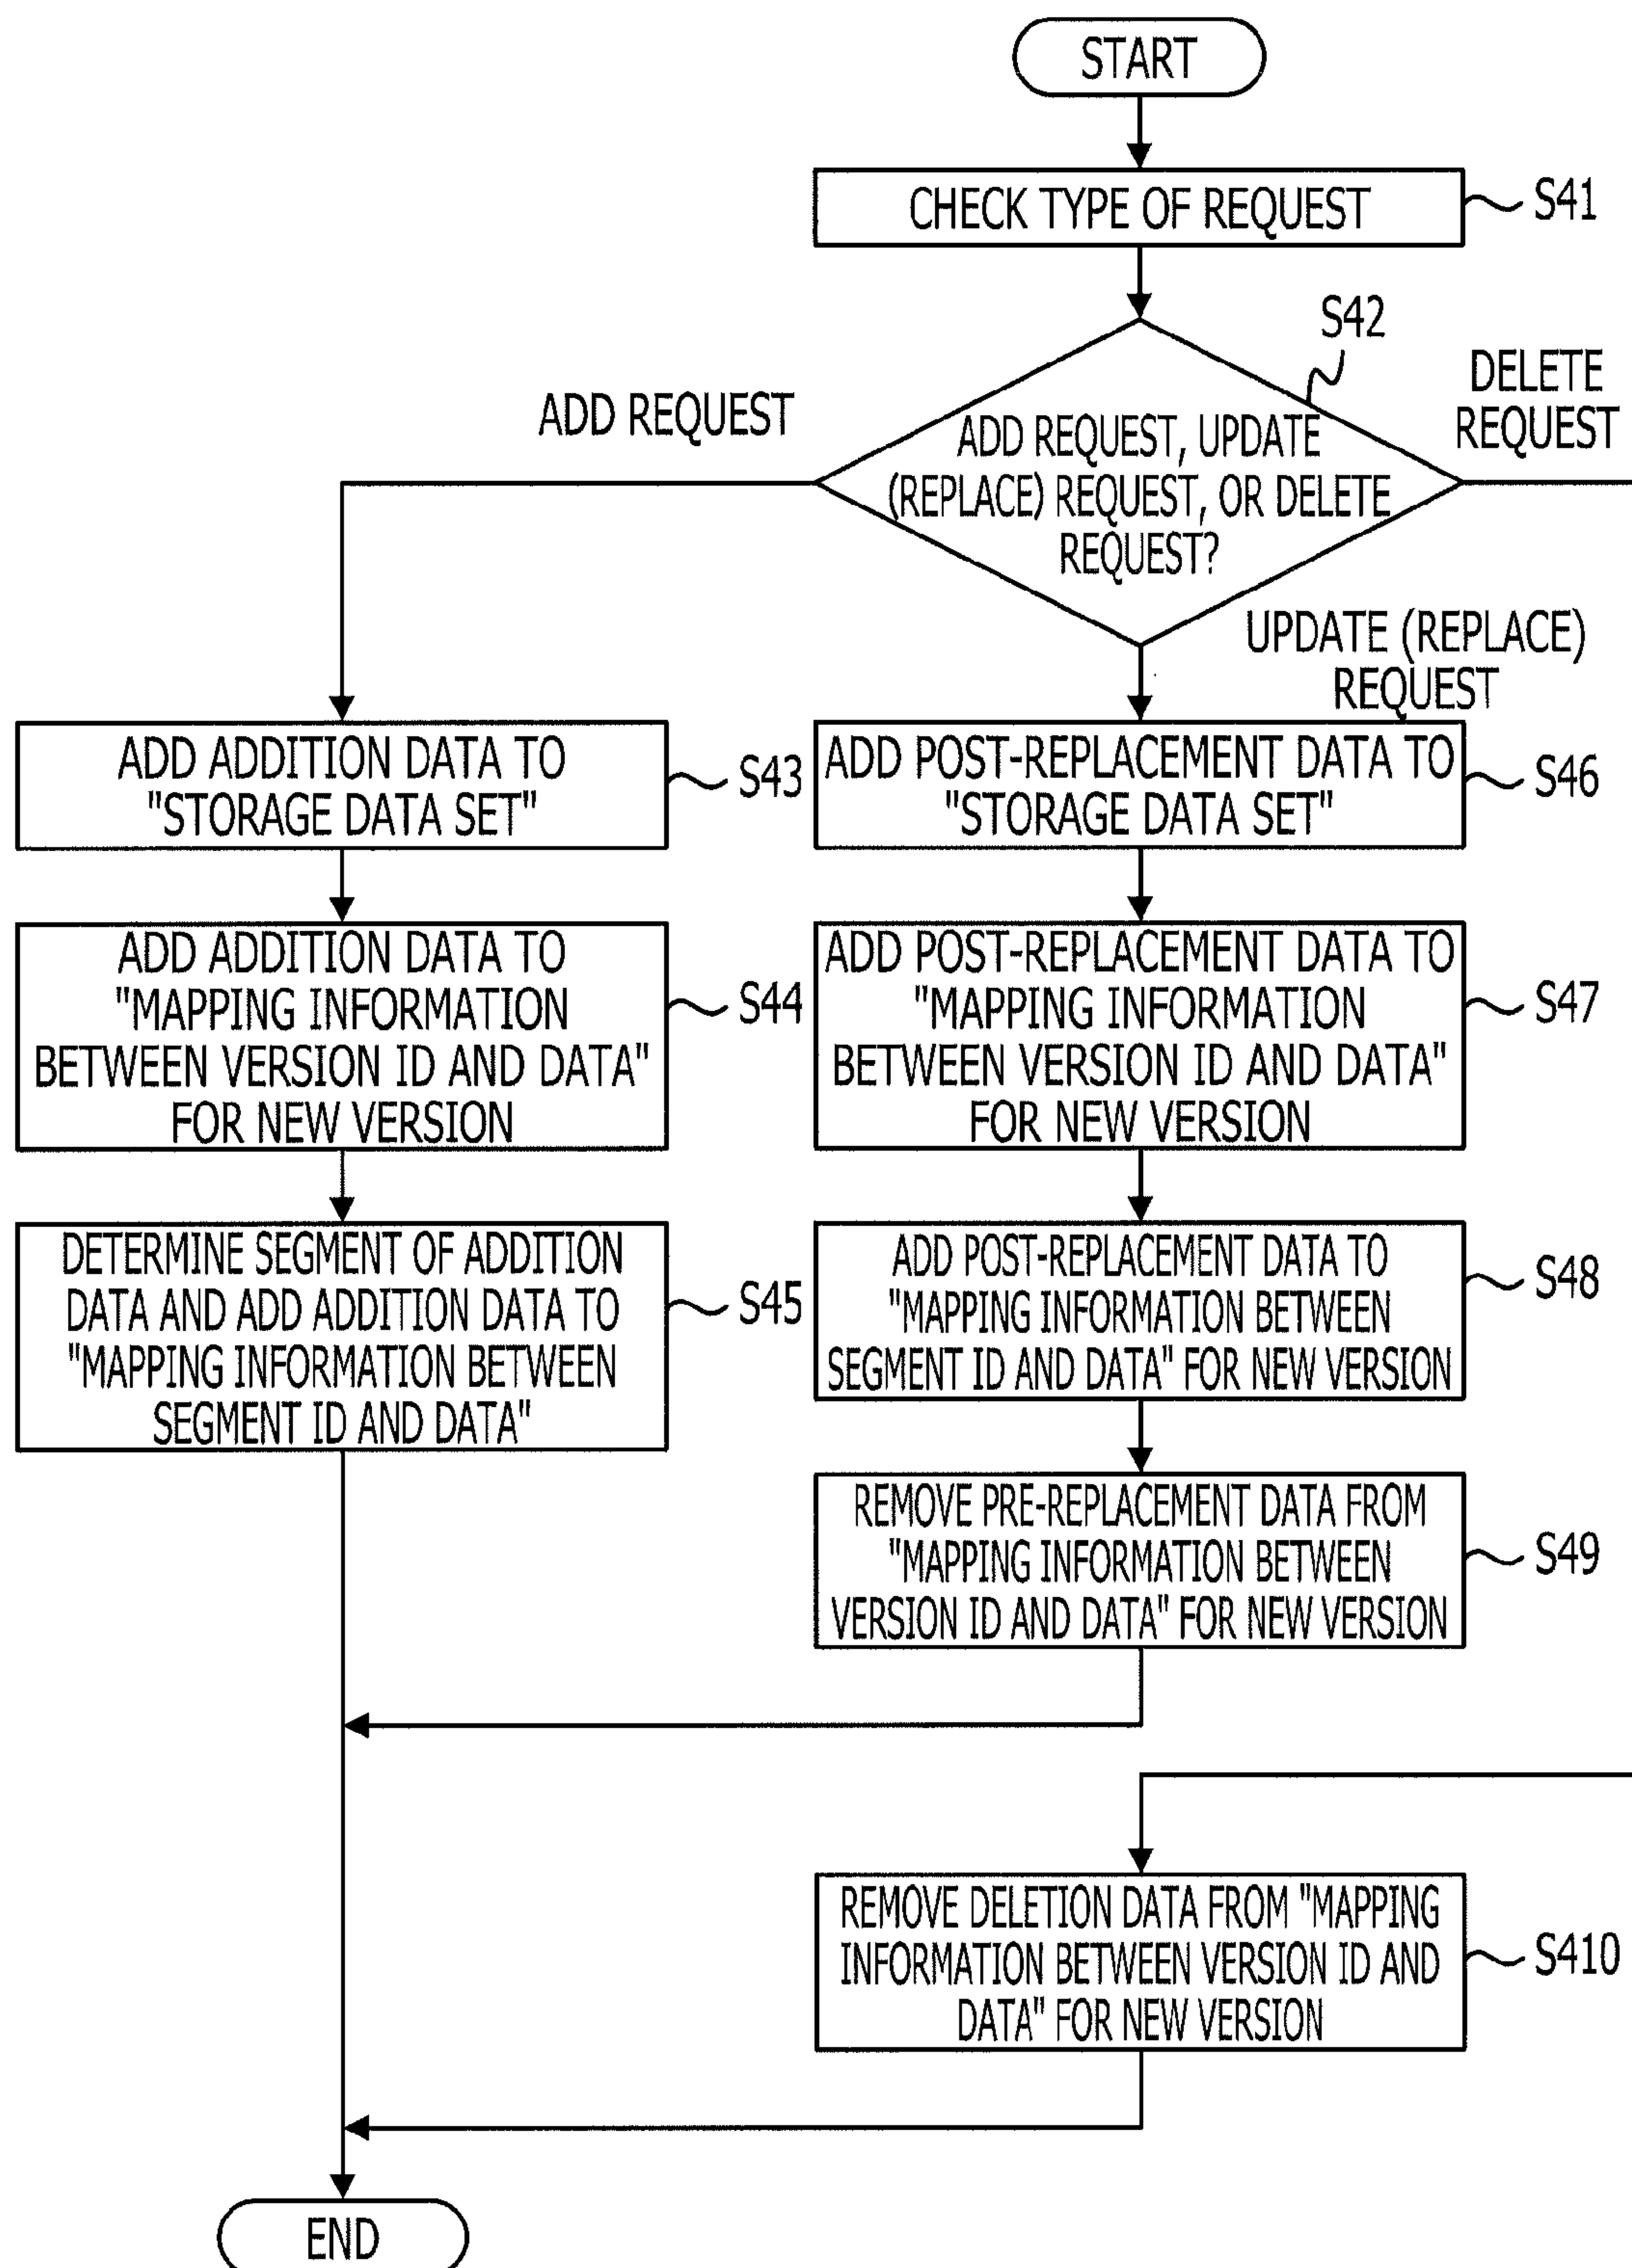 START
CHECK TYPE OF REQUEST
S41
S42
ADD REQUEST
DELETE
REQUEST
ADD REQUEST, UPDATE
(REPLACE) REQUEST, OR DELETE
REQUEST?
UPDATE (REPLACE)
REQUEST
ADD ADDITION DATA TO
"STORAGE DATA SET"
S43
ADD ADDITION DATA TO
"MAPPING INFORMATION
BETWEEN VERSION ID AND DATA"
FOR NEW VERSION
S44
DETERMINE SEGMENT OF ADDITION
DATA AND ADD ADDITION DATA TO
"MAPPING INFORMATION BETWEEN
SEGMENT ID AND DATA"
S45
ADD POST-REPLACEMENT DATA TO
"STORAGE DATA SET"
S46
ADD POST-REPLACEMENT DATA TO
"MAPPING INFORMATION
BETWEEN VERSION ID AND DATA"
FOR NEW VERSION
S47
ADD POST-REPLACEMENT DATA TO
"MAPPING INFORMATION BETWEEN
SEGMENT ID AND DATA" FOR NEW VERSION
S48
REMOVE PRE-REPLACEMENT DATA FROM
"MAPPING INFORMATION BETWEEN
VERSION ID AND DATA" FOR NEW VERSION
S49
REMOVE DELETION DATA FROM "MAPPING
INFORMATION BETWEEN VERSION ID AND
DATA" FOR NEW VERSION
S410
END